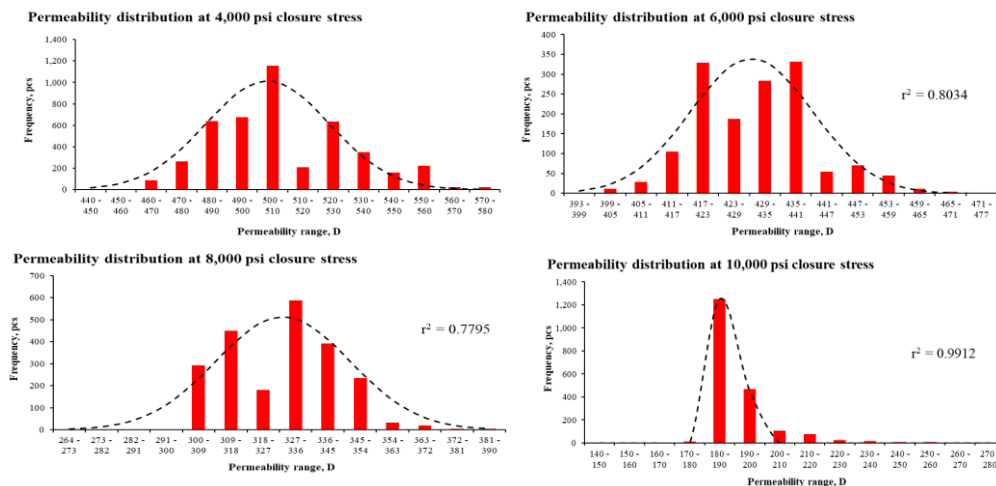 Permeability distribution at 4,000 psi closure stress
1,400
1,200
1,000
800
600
400
200
0
Frequency, pcs
440 - 450
450 - 460
460 - 470
470 - 480
480 - 490
490 - 500
500 - 510
510 - 520
520 - 530
530 - 540
540 - 550
550 - 560
560 - 570
570 - 580
Permeability range, D
Permeability distribution at 6,000 psi closure stress
400
350
300
250
200
150
100
50
0
Frequency, pcs
r² = 0.8034
393 - 399
399 - 405
405 - 411
411 - 417
417 - 423
423 - 429
429 - 435
435 - 441
441 - 447
447 - 453
453 - 459
459 - 465
465 - 471
471 - 477
Permeability range, D
Permeability distribution at 8,000 psi closure stress
700
600
500
400
300
200
100
0
Frequency, pcs
r² = 0.7795
264 - 273
273 - 282
282 - 291
291 - 300
300 - 309
309 - 318
318 - 327
327 - 336
336 - 345
345 - 354
354 - 363
363 - 372
372 - 381
381 - 390
Permeability range, D
Permeability distribution at 10,000 psi closure stress
1,400
1,200
1,000
800
600
400
200
0
Frequency, pcs
r² = 0.9912
140 - 150
150 - 160
160 - 170
170 - 180
180 - 190
190 - 200
200 - 210
210 - 220
220 - 230
230 - 240
240 - 250
250 - 260
260 - 270
270 - 280
Permeability range, D